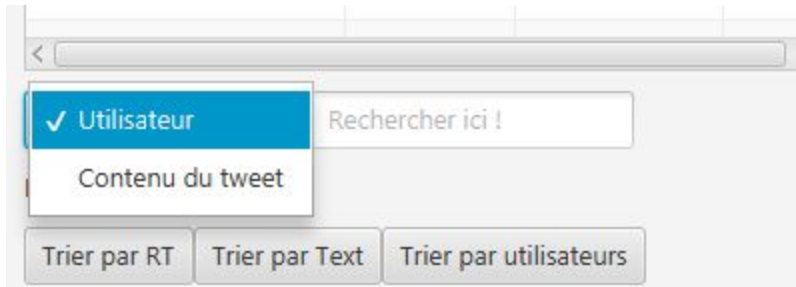 ✓ Utilisateur
Rechercher ici !
Contenu du tweet
Trier par RT
Trier par Text
Trier par utilisateurs